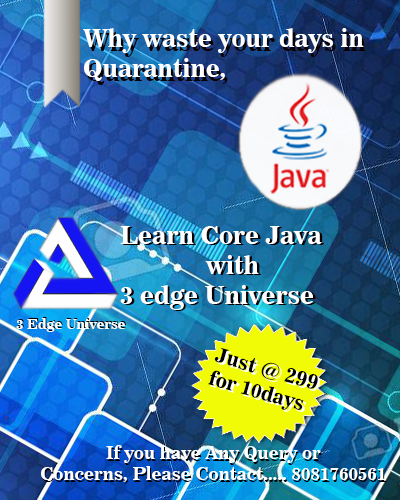 Why waste your days in
Quarantine,
Java
Learn Core Java
with
3 edge Universe
3 Edge Universe
Just @ 299
for 10days
If you have Any Query or
Concerns, Please Contact.... 8081760561